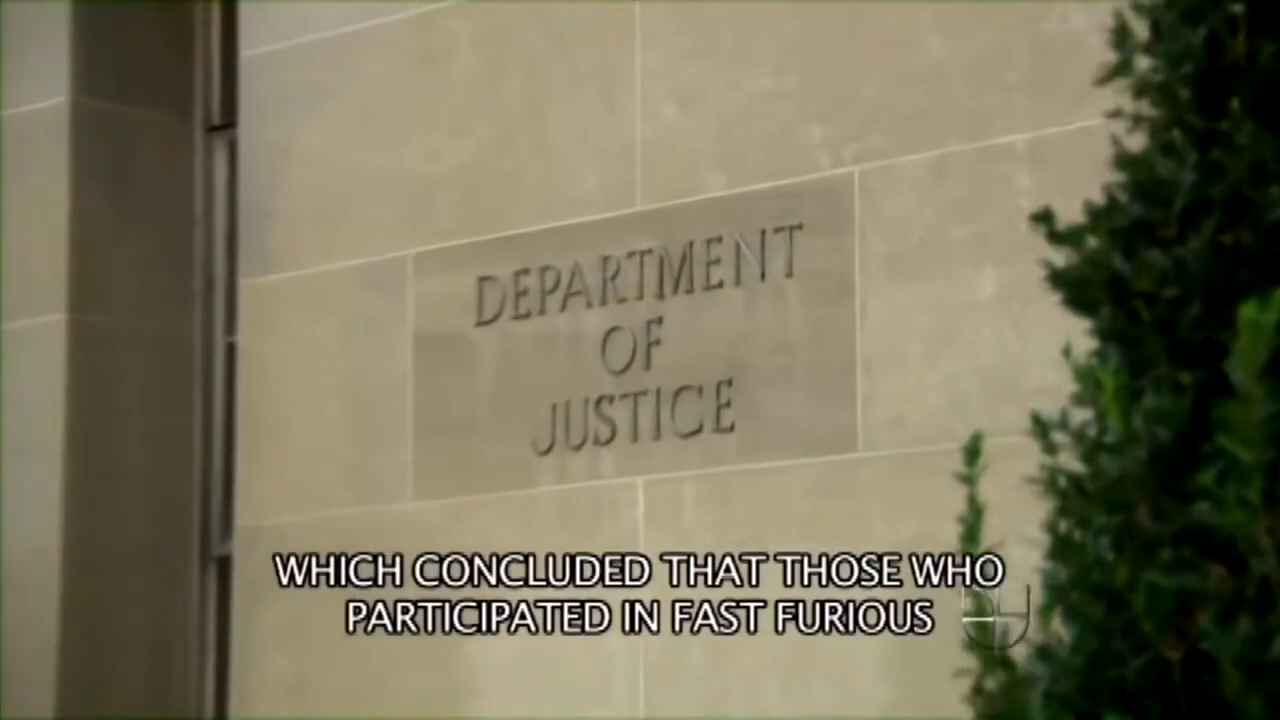 DEPARTMENT
OF
JUSTICE
WHICH CONCLUDED THAT THOSE WHO
PARTICIPATED IN FAST FURIOUS